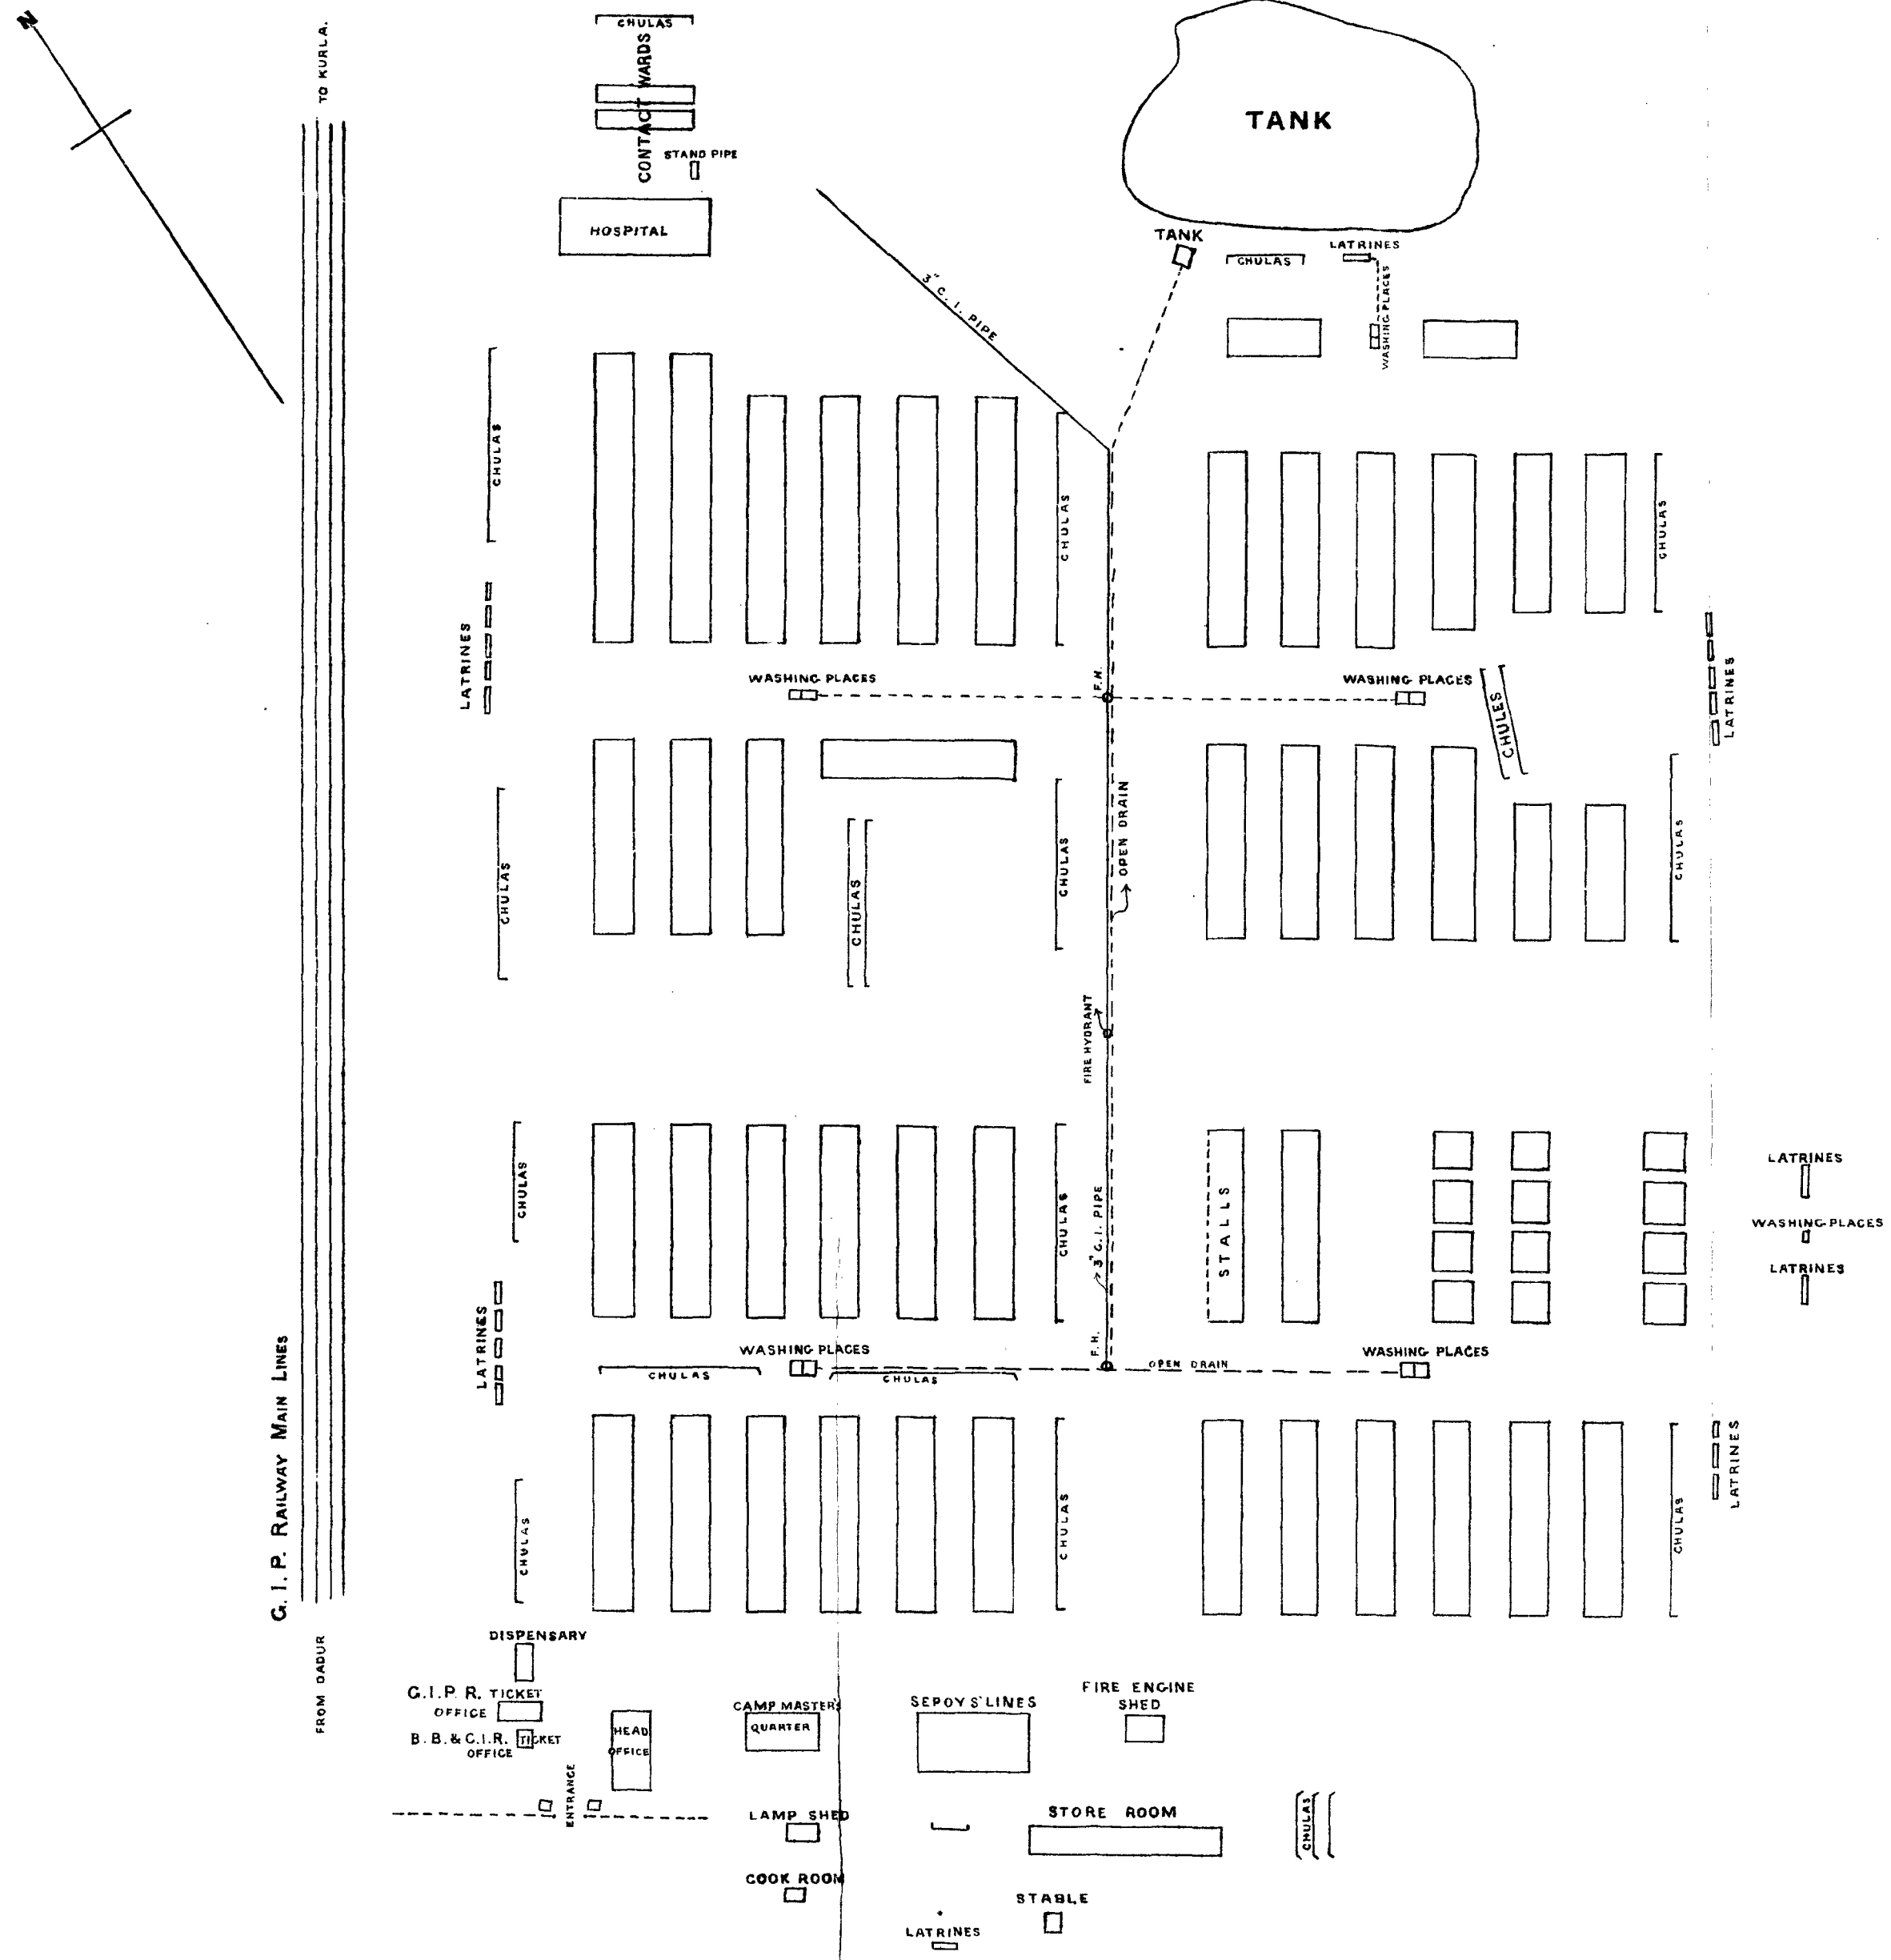 N
TO KURLA.
CHULAS
CONTACT WARDS
STAND PIPE
HOSPITAL
TANK
TANK
CHULAS
LATRINES
WASHING PLACES
3" C. I. PIPE
CHULAS
CHULAS
CHULAS
LATRINES
WASHING PLACES
F.H.
WASHING PLACES
CHULES
LATRINES
CHULAS
CHULAS
CHULAS
OPEN DRAIN
CHULAS
FIRE HYDRANT
CHULAS
CHULAS
3" C. I. PIPE
STALLS
LATRINES
WASHING PLACES
LATRINES
LATRINES
WASHING PLACES
CHULAS
CHULAS
F.H.
OPEN DRAIN
WASHING PLACES
G. I. P. RAILWAY MAIN LINES
CHULAS
CHULAS
CHULAS
LATRINES
FROM DADUR
DISPENSARY
G.I.P. R. TICKET
OFFICE
B. B. & C. I. R. TICKET
OFFICE
HEAD
OFFICE
ENTRANCE
CAMP MASTER'S
QUARTER
SEPOYS' LINES
FIRE ENGINE
SHED
LAMP SHED
STORE ROOM
CHULAS
COOK ROOM
STABLE
LATRINES